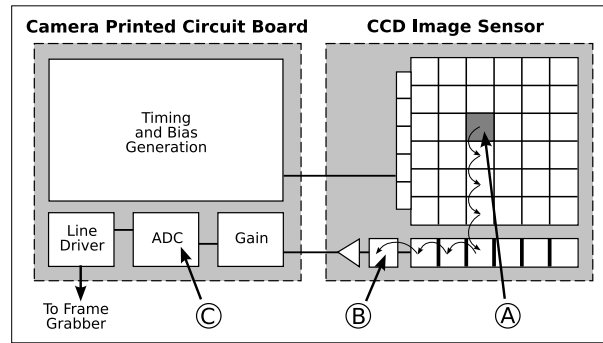 Camera Printed Circuit Board
CCD Image Sensor
Timing
and Bias
Generation
Line
Driver
ADC
Gain
To Frame
Grabber
C
B
A